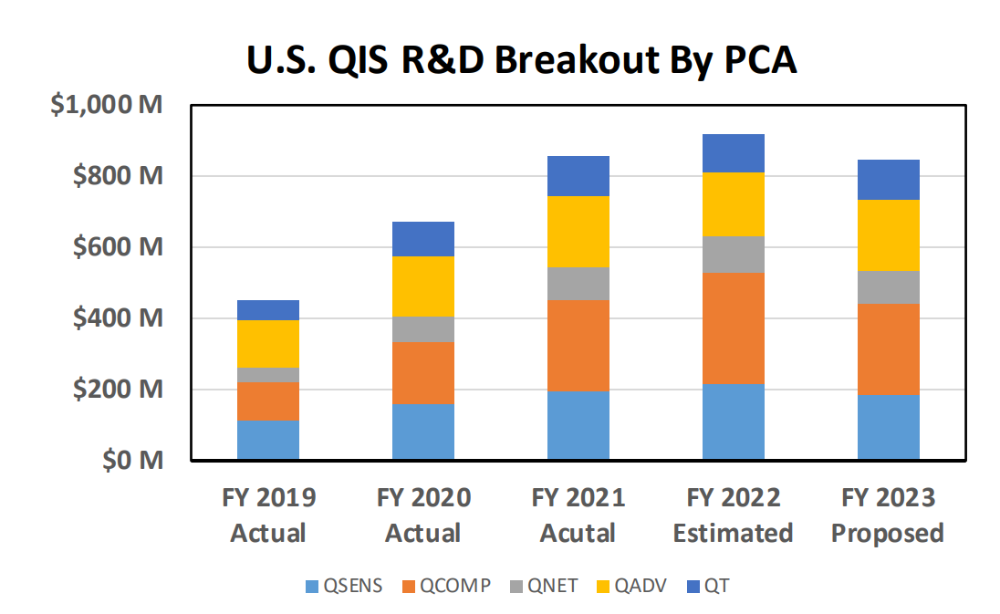 U.S. QIS R&D Breakout By PCA
$1,000 M
$800 M
$600 M
$400 M
$200 M
$0 M
FY 2019 Actual
FY 2020 Actual
FY 2021 Acutal
FY 2022 Estimated
FY 2023 Proposed
QSENS QCOMP QNET QADV QT